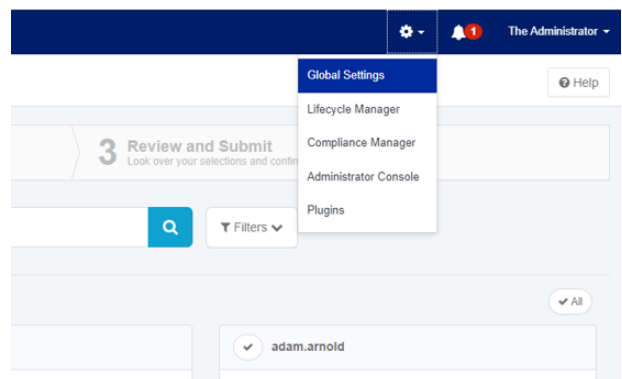 1 The Administrator
Global Settings
Help
Lifecycle Manager
3 Review and Submit
Look over your selections and confir
Compliance Manager
Administrator Console
Plugins
Filters
All
adam.arnold